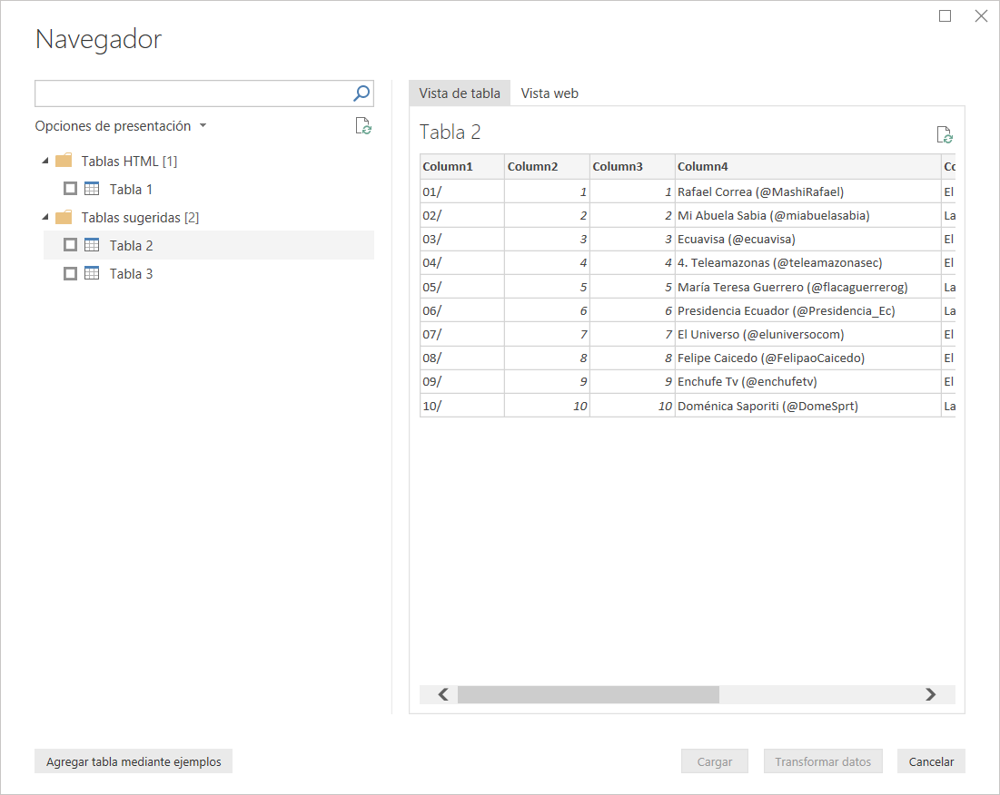 Navegador
Opciones de presentación
Tablas HTML [1]
Tabla 1
Tablas sugeridas [2]
Tabla 2
Tabla 3
Vista de tabla Vista web
Tabla 2
Column1 Column2 Column3 Column4 Co
01/ 1 1 Rafael Correa (@MashiRafael) El
02/ 2 2 Mi Abuela Sabia (@miabuelasabia) La
03/ 3 3 Ecuavisa (@ecuavisa) El
04/ 4 4 4. Teleamazonas (@teleamazonasec) El
05/ 5 5 María Teresa Guerrero (@flacaguerrerog) La
06/ 6 6 Presidencia Ecuador (@Presidencia_Ec) La
07/ 7 7 El Universo (@eluniversocom) El
08/ 8 8 Felipe Caicedo (@FelipaoCaicedo) El
09/ 9 9 Enchufe Tv (@enchufetv) El
10/ 10 10 Doménica Saporiti (@DomeSprt) La
Agregar tabla mediante ejemplos Cargar Transformar datos Cancelar